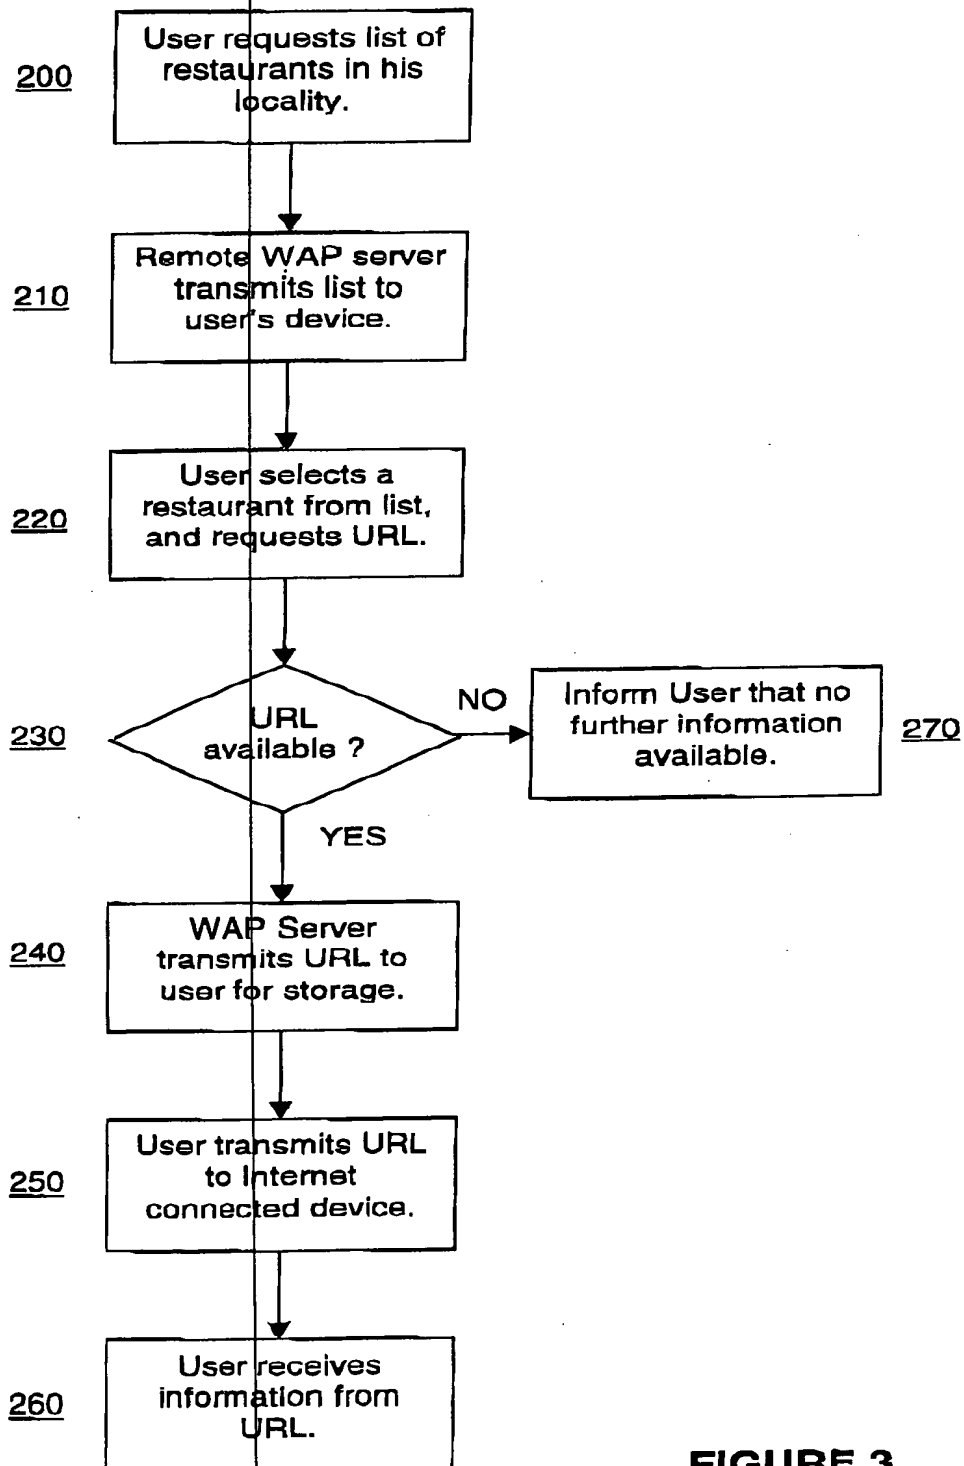 200
User requests list of
restaurants in his
locality.
210
Remote WAP server
transmits list to
user's device.
220
User selects a
restaurant from list,
and requests URL.
230
URL
available ?
NO
Inform User that no
further information
available.
270
YES
240
WAP Server
transmits URL to
user for storage.
250
User transmits URL
to Internet
connected device.
260
User receives
information from
URL.
FIGURE 3